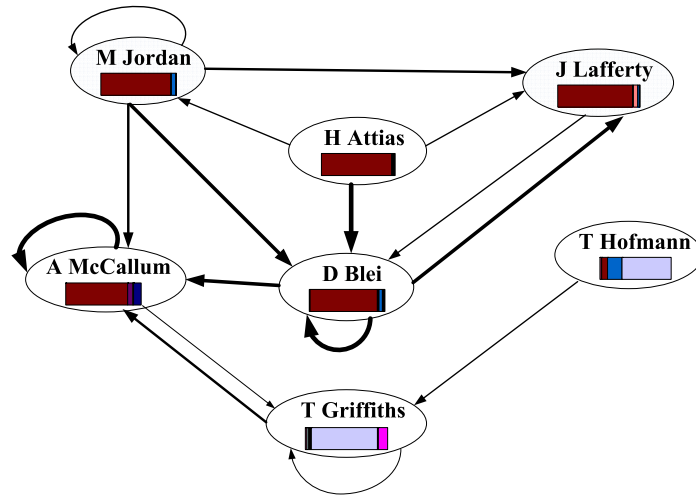 M Jordan
J Lafferty
H Attias
T Hofmann
A McCallum
D Blei
T Griffiths